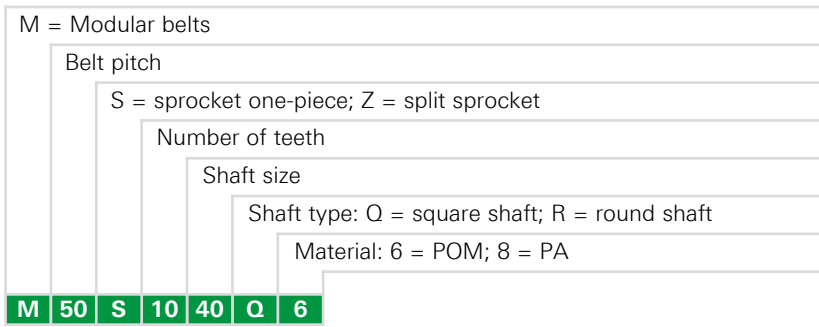 M = Modular belts
Belt pitch
S = sprocket one-piece; Z = split sprocket
Number of teeth
Shaft size
Shaft type: Q = square shaft; R = round shaft
Material: 6 = POM; 8 = PA
M 50 S 10 40 Q 6